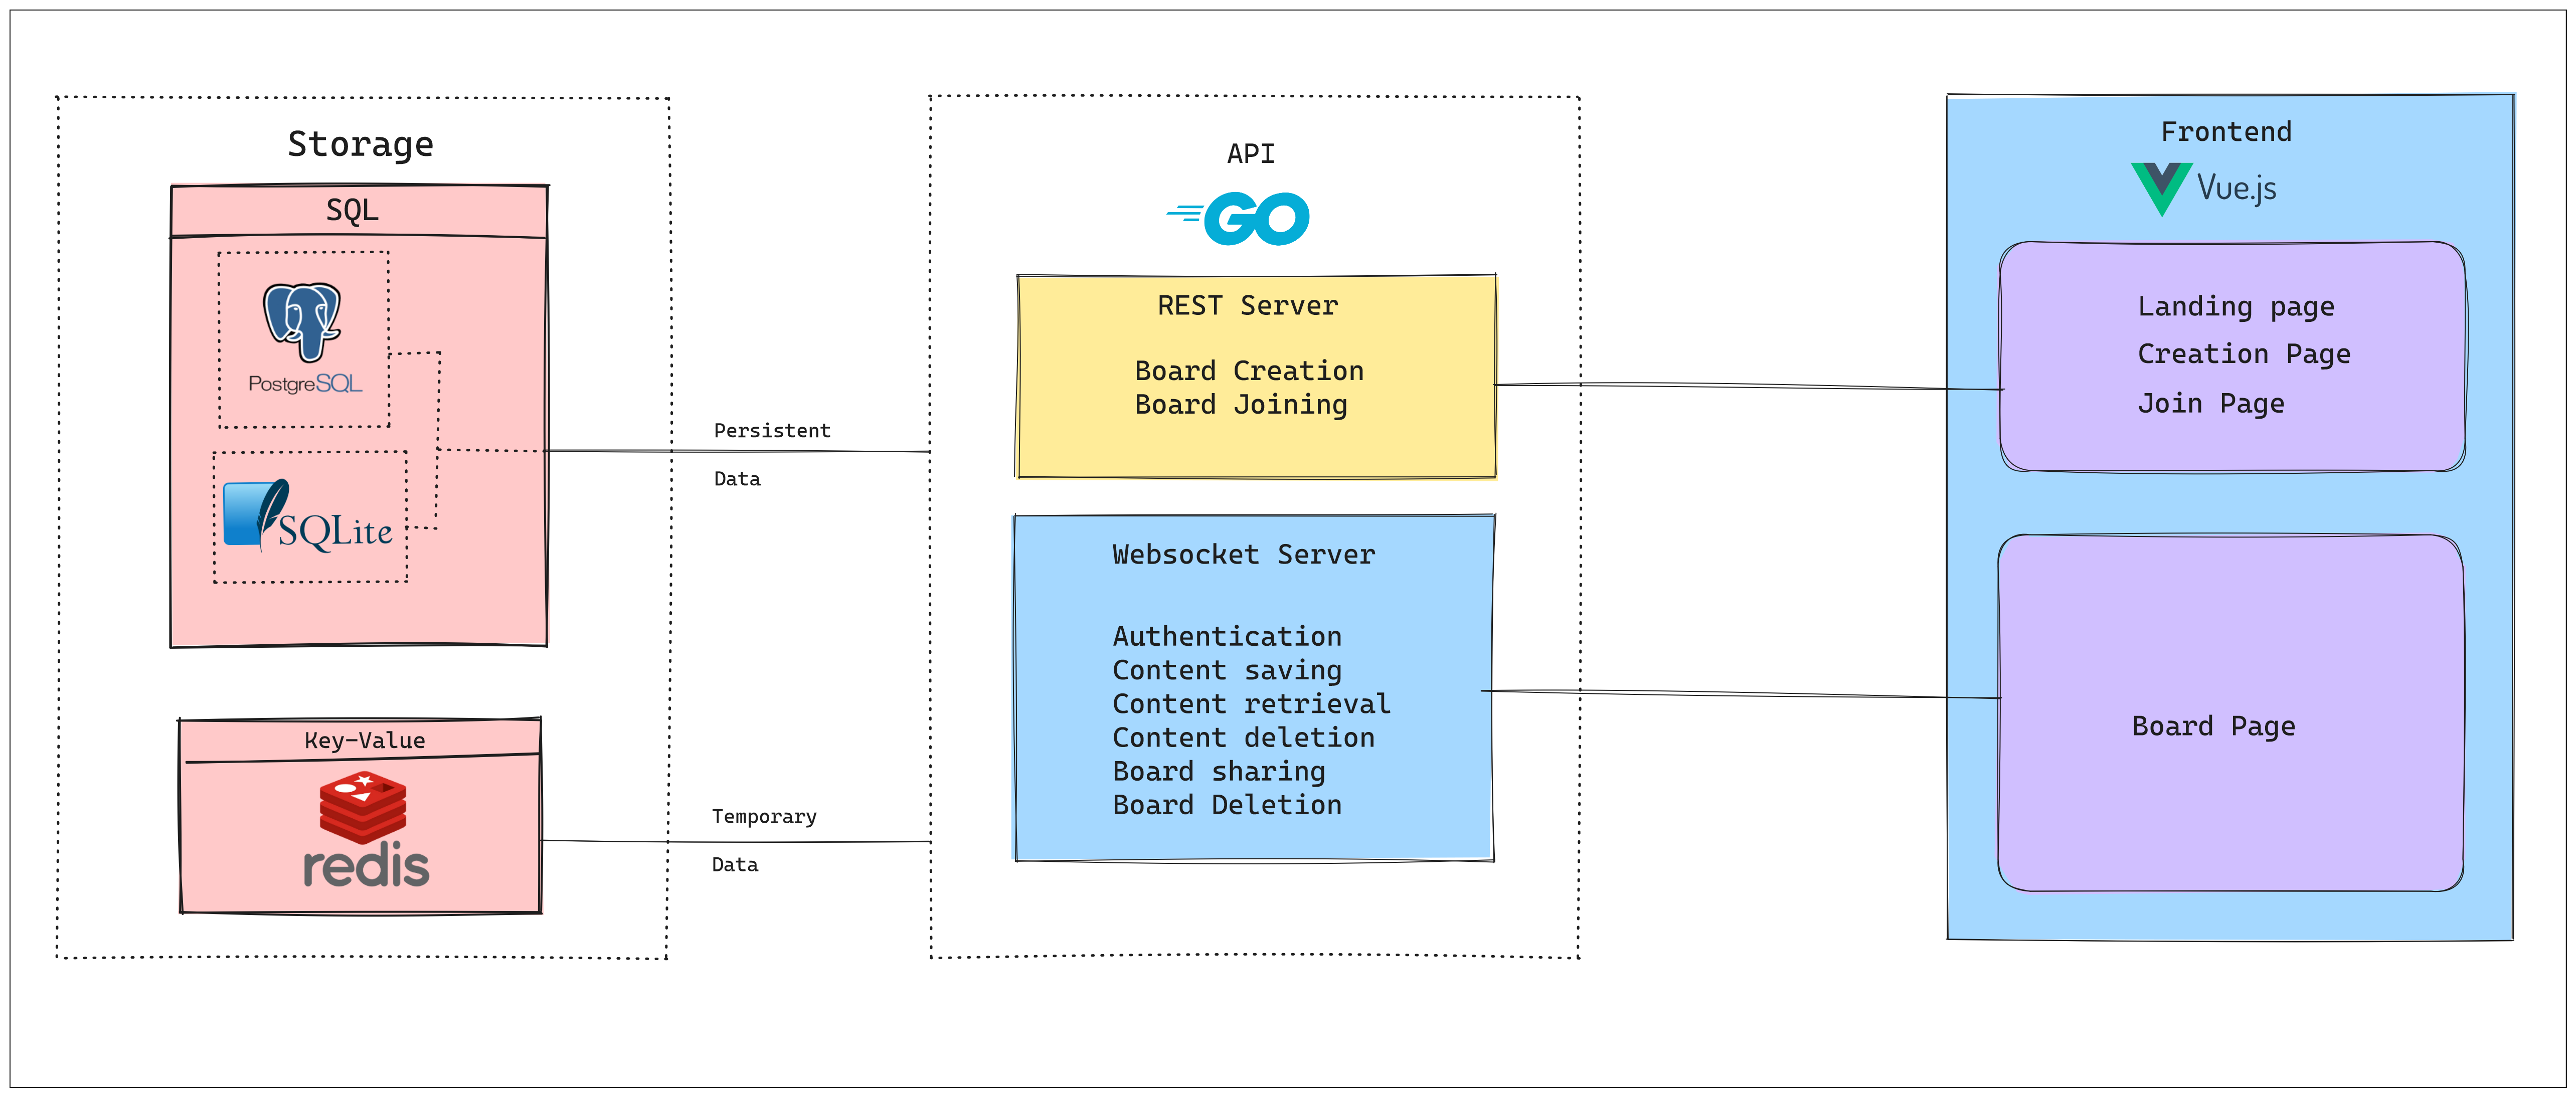 Storage
SQL
PostgreSQL
SQLite
Key-Value
redis
Persistent
Data
Temporary
Data
API
GO
REST Server
Board Creation
Board Joining
Websocket Server
Authentication
Content saving
Content retrieval
Content deletion
Board sharing
Board Deletion
Frontend
Vue.js
Landing page
Creation Page
Join Page
Board Page